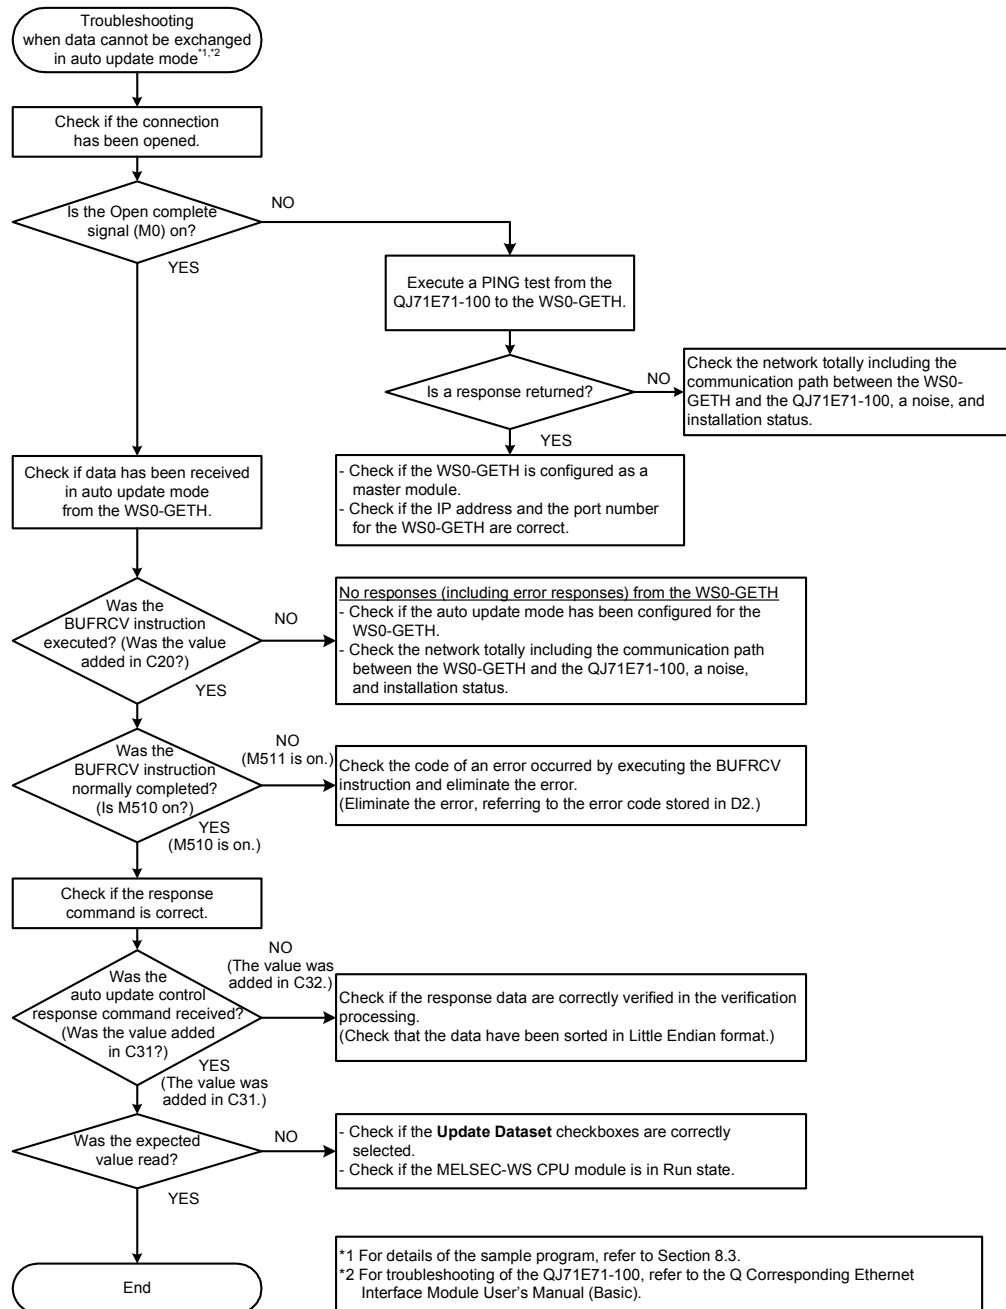 Troubleshooting
when data cannot be exchanged
in auto update mode*1,*2
Check if the connection
has been opened.
Is the Open complete
signal (M0) on?
NO
YES
Execute a PING test from the
QJ71E71-100 to the WS0-GETH.
Is a response returned?
NO
Check the network totally including the
communication path between the WS0-
GETH and the QJ71E71-100, a noise, and
installation status.
YES
- Check if the WS0-GETH is configured as a
master module.
- Check if the IP address and the port number
for the WS0-GETH are correct.
Check if data has been received
in auto update mode
from the WS0-GETH.
Was the
BUFRCV instruction
executed? (Was the value
added in C20?)
NO
No responses (including error responses) from the WS0-GETH
- Check if the auto update mode has been configured for the
WS0-GETH.
- Check the network totally including the communication path
between the WS0-GETH and the QJ71E71-100, a noise,
and installation status.
YES
Was the
BUFRCV instruction
normally completed?
(Is M510 on?)
NO
(M511 is on.)
Check the code of an error occurred by executing the BUFRCV
instruction and eliminate the error.
(Eliminate the error, referring to the error code stored in D2.)
YES
(M510 is on.)
Check if the response
command is correct.
Was the
auto update control
response command received?
(Was the value added
in C31?)
NO
(The value was
added in C32.)
Check if the response data are correctly verified in the verification
processing.
(Check that the data have been sorted in Little Endian format.)
YES
(The value was
added in C31.)
Was the expected
value read?
NO
- Check if the Update Dataset checkboxes are correctly
selected.
- Check if the MELSEC-WS CPU module is in Run state.
YES
End
*1 For details of the sample program, refer to Section 8.3.
*2 For troubleshooting of the QJ71E71-100, refer to the Q Corresponding Ethernet
Interface Module User's Manual (Basic).